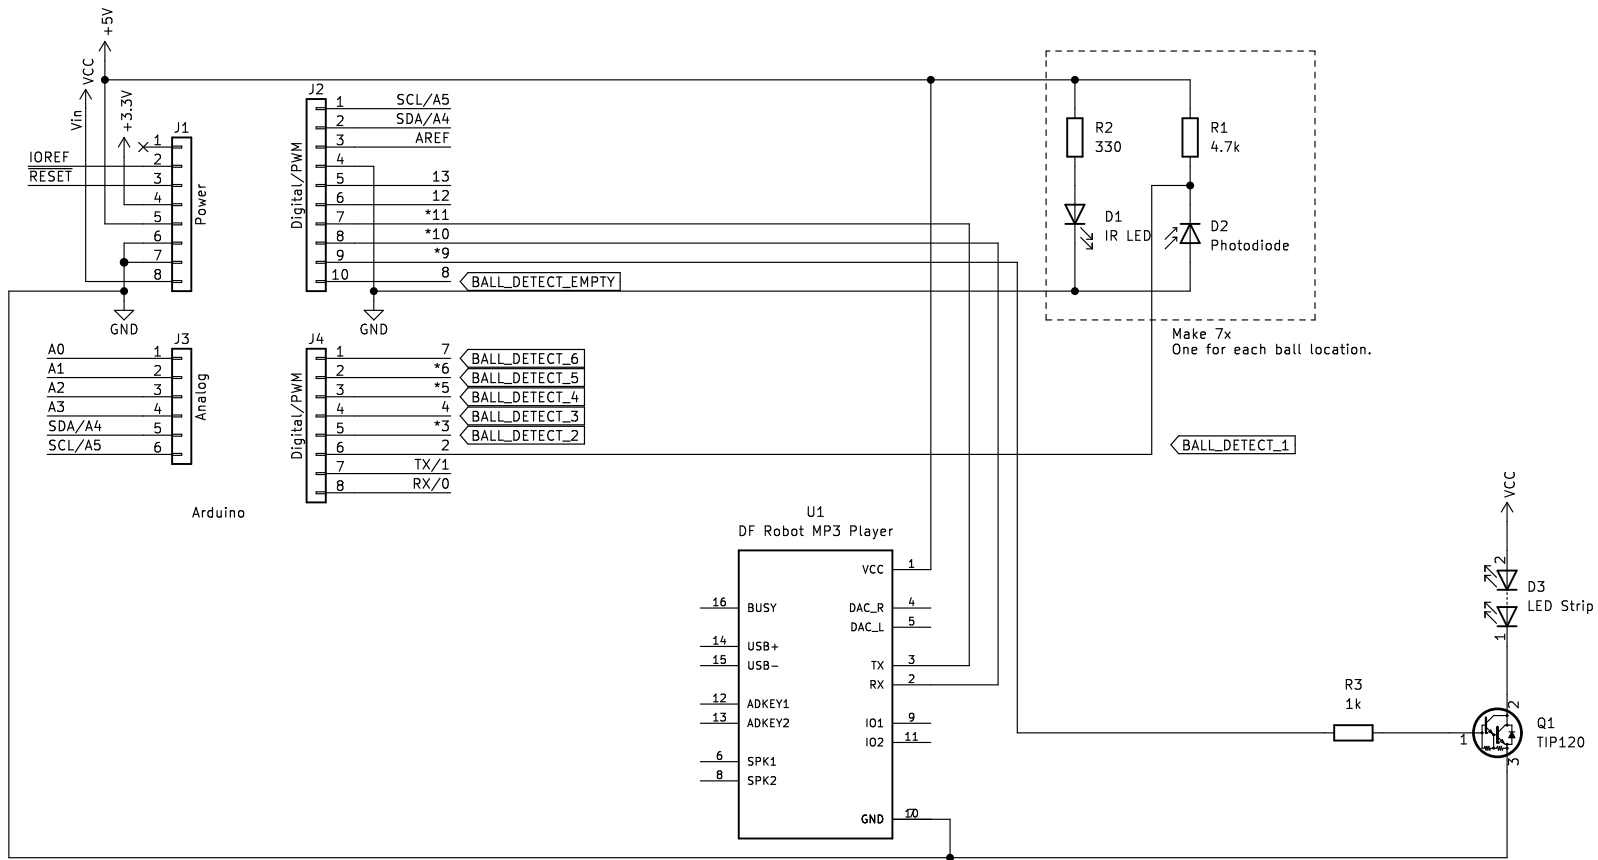 +5V
VCC
Vin
+3.3V
J1
1
IOREF 2
RESET 3
4
5
6
7
8
Power
GND
J2
1 SCL/A5
2 SDA/A4
3 AREF
4
5 13
6 12
7 *11
8 *10
9 *9
10 8 BALL_DETECT_EMPTY
Digital/PWM
GND
R2
330
R1
4.7k
D1
IR LED
D2
Photodiode
Make 7x
One for each ball location.
J3
A0 1
A1 2
A2 3
A3 4
SDA/A4 5
SCL/A5 6
Analog
Arduino
J4
1 7 BALL_DETECT_6
2 *6 BALL_DETECT_5
3 *5 BALL_DETECT_4
4 4 BALL_DETECT_3
5 *3 BALL_DETECT_2
6 2 BALL_DETECT_1
7 TX/1
8 RX/0
Digital/PWM
U1
DF Robot MP3 Player
VCC 1
16 BUSY DAC_R 4
DAC_L 5
14 USB+
15 USB- TX 3
RX 2
12 ADKEY1
13 ADKEY2 IO1 9
IO2 11
6 SPK1
8 SPK2
GND 10
7
VCC
2
D3
LED Strip
1
R3
1k
2
1
Q1
TIP120
3